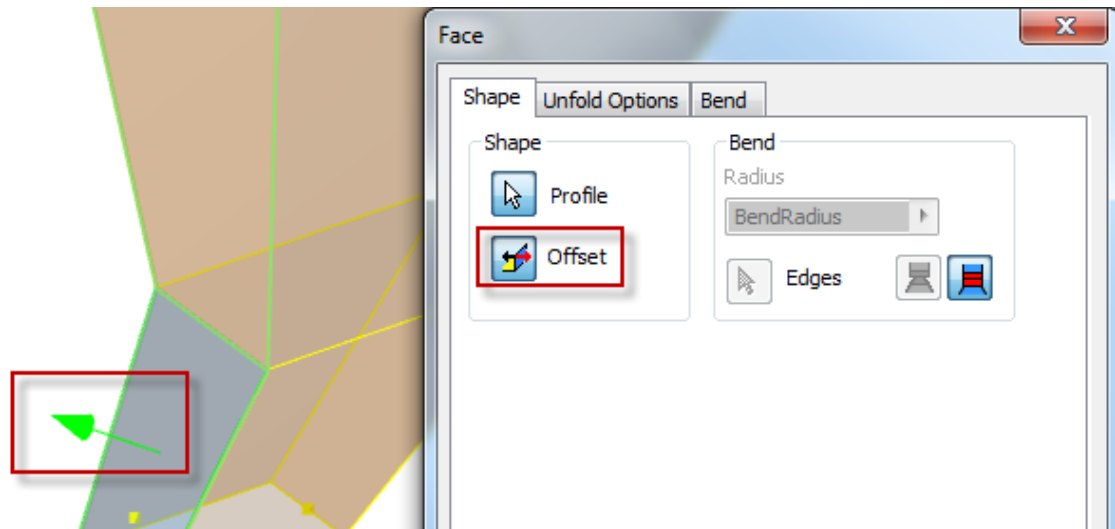 Face
Shape Unfold Options Bend
Shape
Profile
Offset
Bend
Radius
BendRadius
Edges